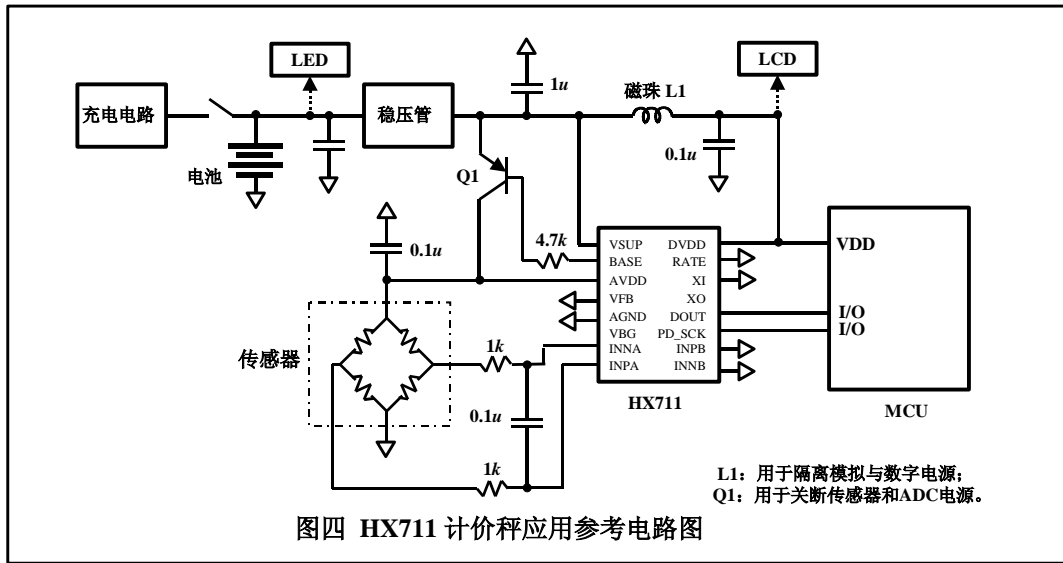 LED
LCD
充电电路
稳压管
1u
磁珠 L1
0.1u
电池
Q1
0.1u
4.7k
VSUP
BASE
AVDD
VFB
AGND
VBG
INNA
INPA
DVDD
RATE
XI
XO
DOUT
PD_SCK
INPB
INNB
HX711
VDD
I/O
I/O
MCU
传感器
1k
0.1u
1k
L1：用于隔离模拟与数字电源；
Q1：用于关断传感器和ADC电源。
图四 HX711 计价秤应用参考电路图